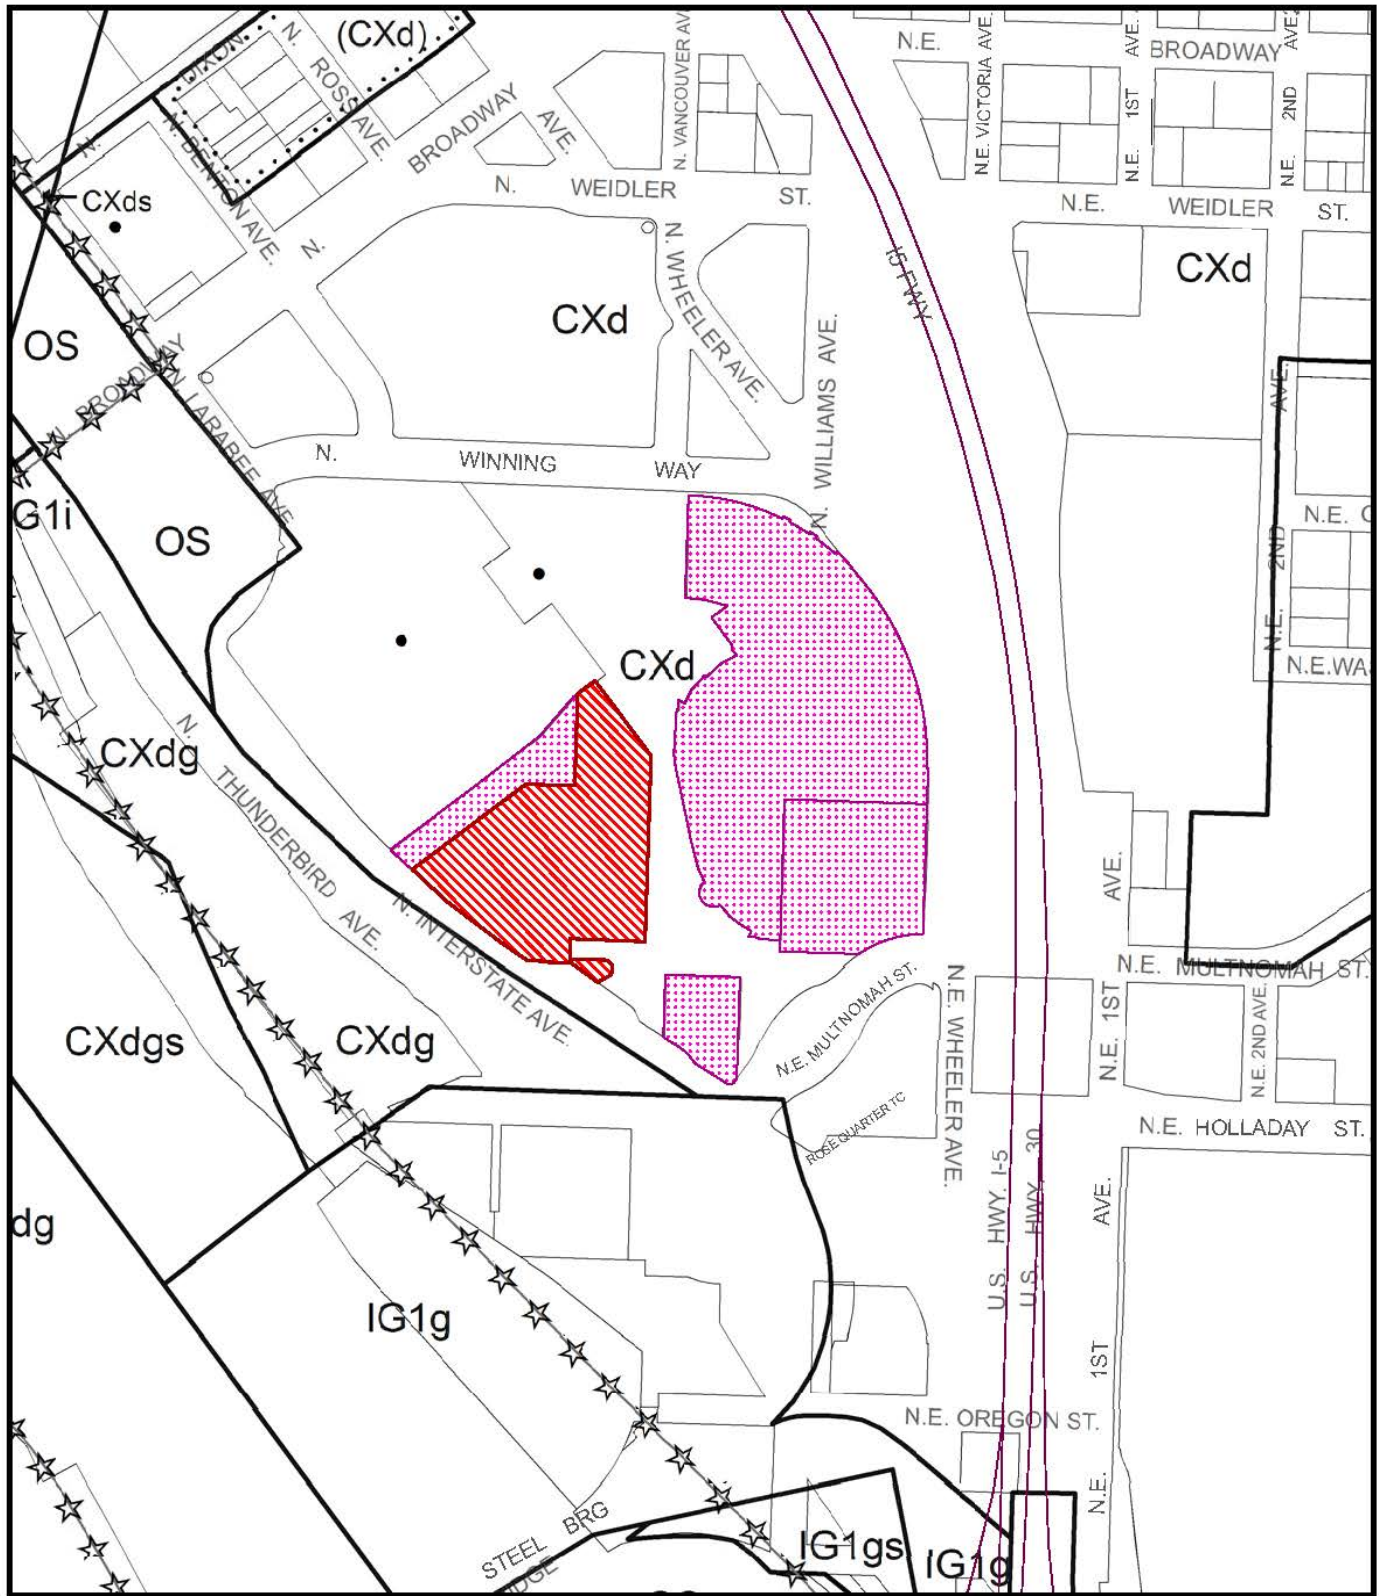 (CXd)
N.
DIXON
N.
ROSS AVE.
N. BENTON AVE.
BROADWAY
AVE.
N. VANCOUVER AVE
N.E.
BROADWAY
N.E. VICTORIA AVE.
N.E. 1ST AVE.
N.E. 2ND AVE
N. WEIDLER ST.
N.E. WEIDLER ST.
CXds
N.
OS
N. BROADWAY
N. LARABEE AVE
CXd
N. WHEELER AVE.
N. WILLIAMS AVE.
I5 FWY
CXd
N. WINNING WAY
G1i
OS
N.E. 2ND AVE.
N.E.
N.E.WA
CXd
CXdg
N. THUNDERBIRD AVE.
N. INTERSTATE AVE.
N.E. 1ST AVE.
N.E. MULTNOMAH ST.
N.E. MULTNOMAH ST.
N.E. WHEELER AVE.
N.E. 2ND AVE.
CXdgs
CXdg
ROSE QUARTER TC
N.E. HOLLADAY ST.
U.S. HWY. I-5
U.S. HWY. 30
dg
IG1g
N.E. 1ST AVE.
N.E. OREGON ST.
STEEL BRG
IDGE
IG1gs
IG1g